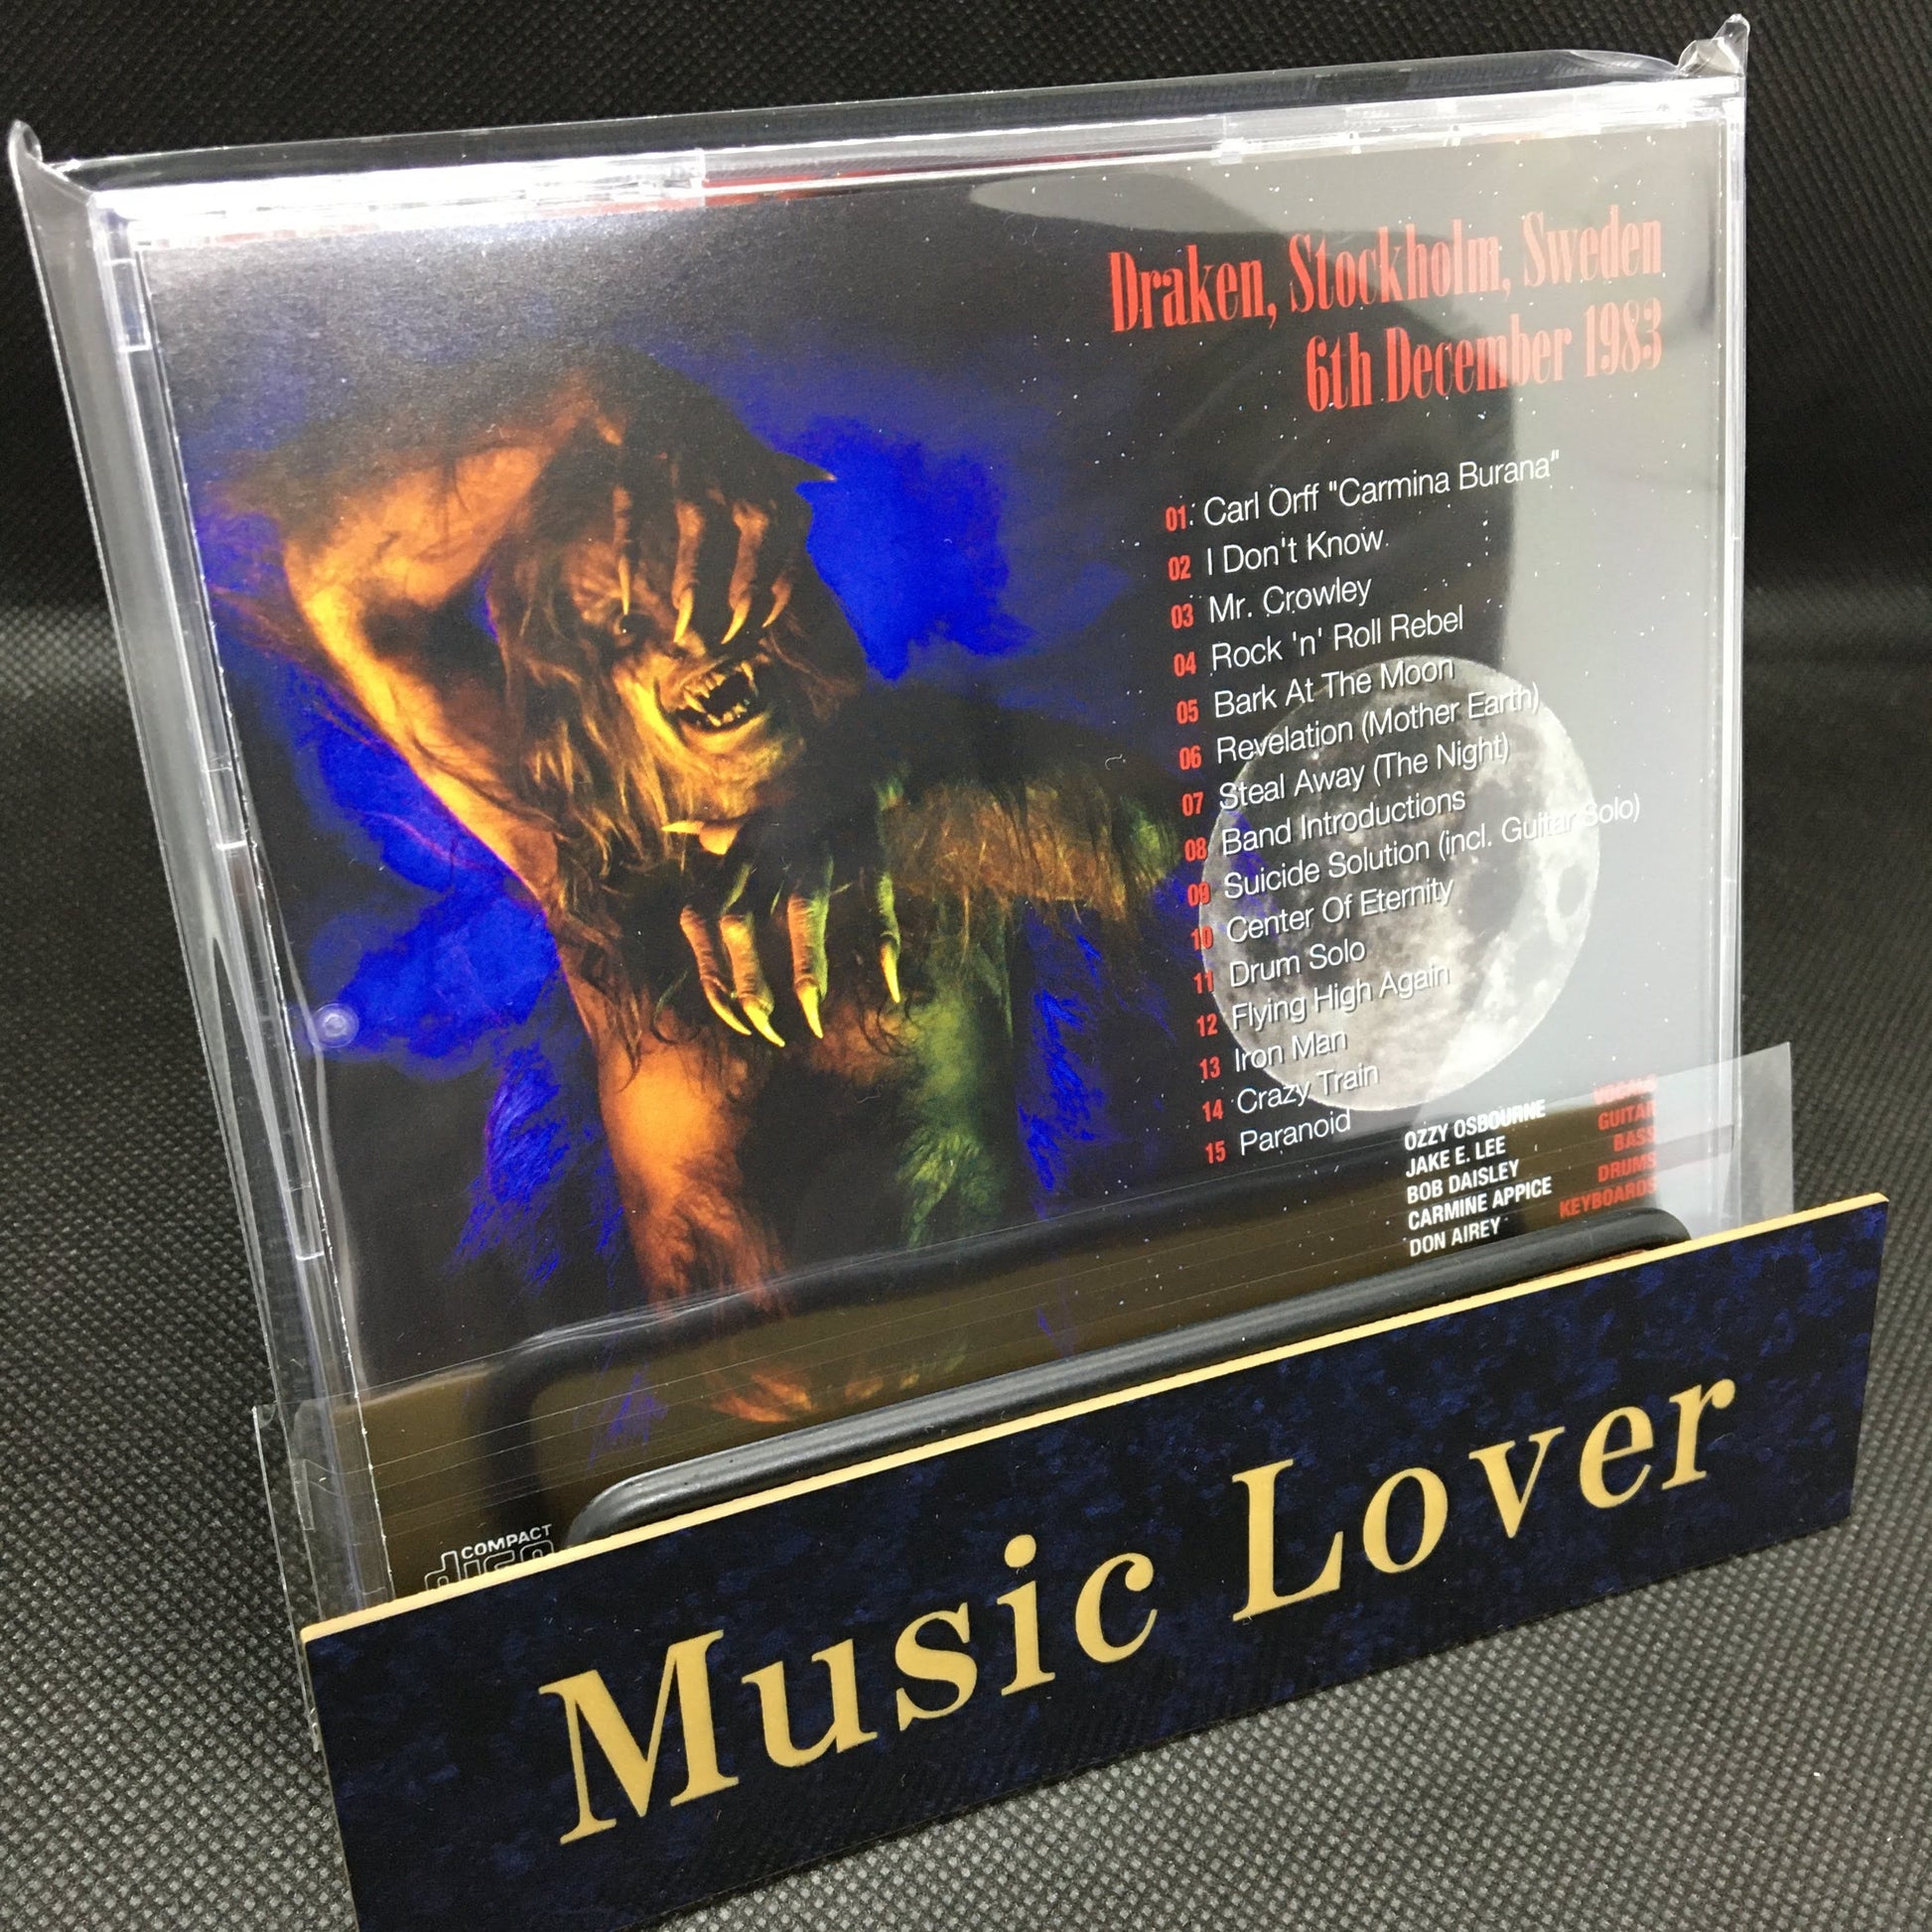 Draken, Stockholm, Sweden
6th December 1983
01 Carl Orff "Carmina Burana"
02 I Don't Know
03 Mr. Crowley
04 Rock 'n' Roll Rebel
05 Bark At The Moon
06 Revelation (Mother Earth)
07 Steal Away (The Night)
08 Band Introductions
09 Suicide Solution (incl. Guitar Solo)
10 Center Of Eternity
11 Drum Solo
12 Flying High Again
13 Iron Man
14 Crazy Train
15 Paranoid
OZZY OSBOURNE VOCALS
JAKE E. LEE GUITAR
BOB DAISLEY BASS
CARMINE APPICE DRUMS
DON AIREY KEYBOARDS
COMPACT
disc
Music Lover